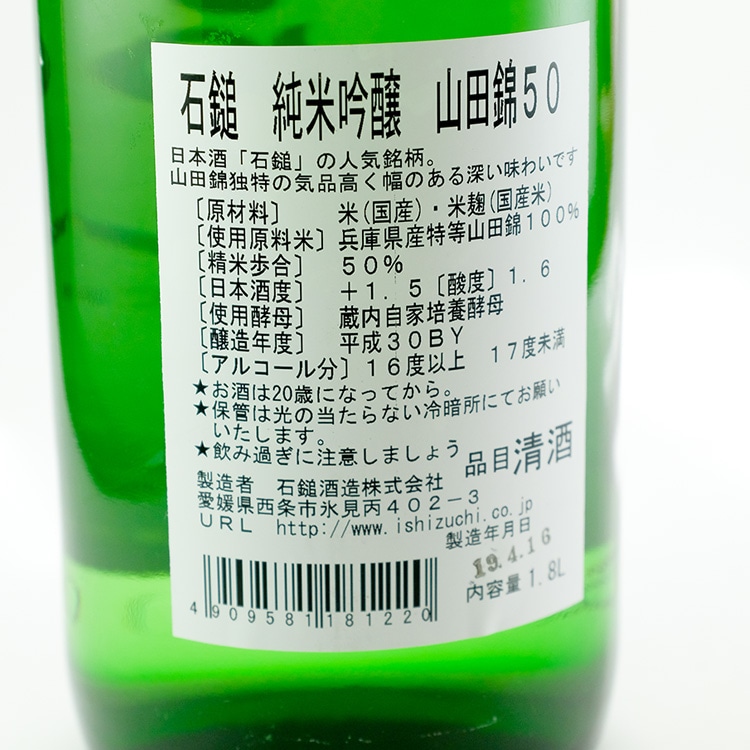 石鎚　純米吟醸　山田錦50
日本酒「石鎚」の人気銘柄。
山田錦独特の気品高く幅のある深い味わいです
〔原材料〕　米(国産)・米麹(国産米)
〔使用原料米〕兵庫県産特等山田錦100%
〔精米歩合〕　50%
〔日本酒度〕　+1.5〔酸度〕1.6
〔使用酵母〕　蔵内自家培養酵母
〔醸造年度〕　平成30BY
〔アルコール分〕16度以上　17度未満
★お酒は20歳になってから。
★保管は光の当たらない冷暗所にてお願い
いたします。
★飲み過ぎに注意しましょう　品目清酒
製造者　石鎚酒造株式会社
愛媛県西条市氷見丙402-3
URL　http://www.ishizuchi.co.jp
製造年月日
19.4.16
内容量 1.8L
4 909581 181220